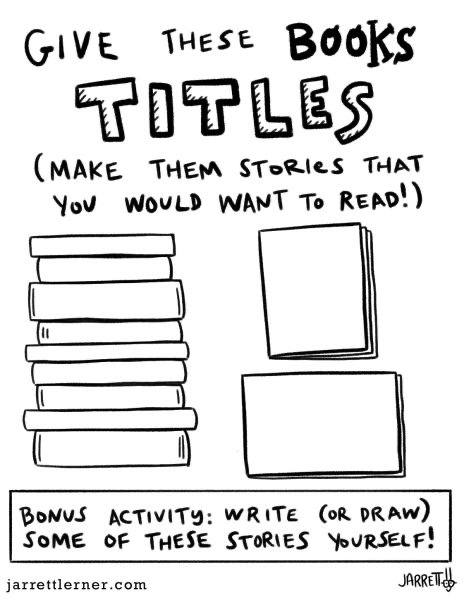 GIVE THESE BOOKS
TITLES
(MAKE THEM STORIES THAT
YOU WOULD WANT TO READ!)
BONUS ACTIVITY: WRITE (OR DRAW)
SOME OF THESE STORIES YOURSELF!
jarrettlerner.com
JARRETT